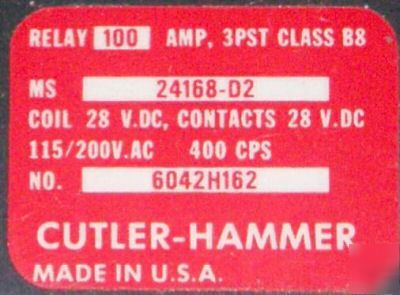 RELAY 100 AMP, 3PST CLASS B8
MS 24168-D2
COIL 28 V.DC, CONTACTS 28 V.DC
115/200V.AC 400 CPS
NO. 6042H162
CUTLER-HAMMER
MADE IN U.S.A.